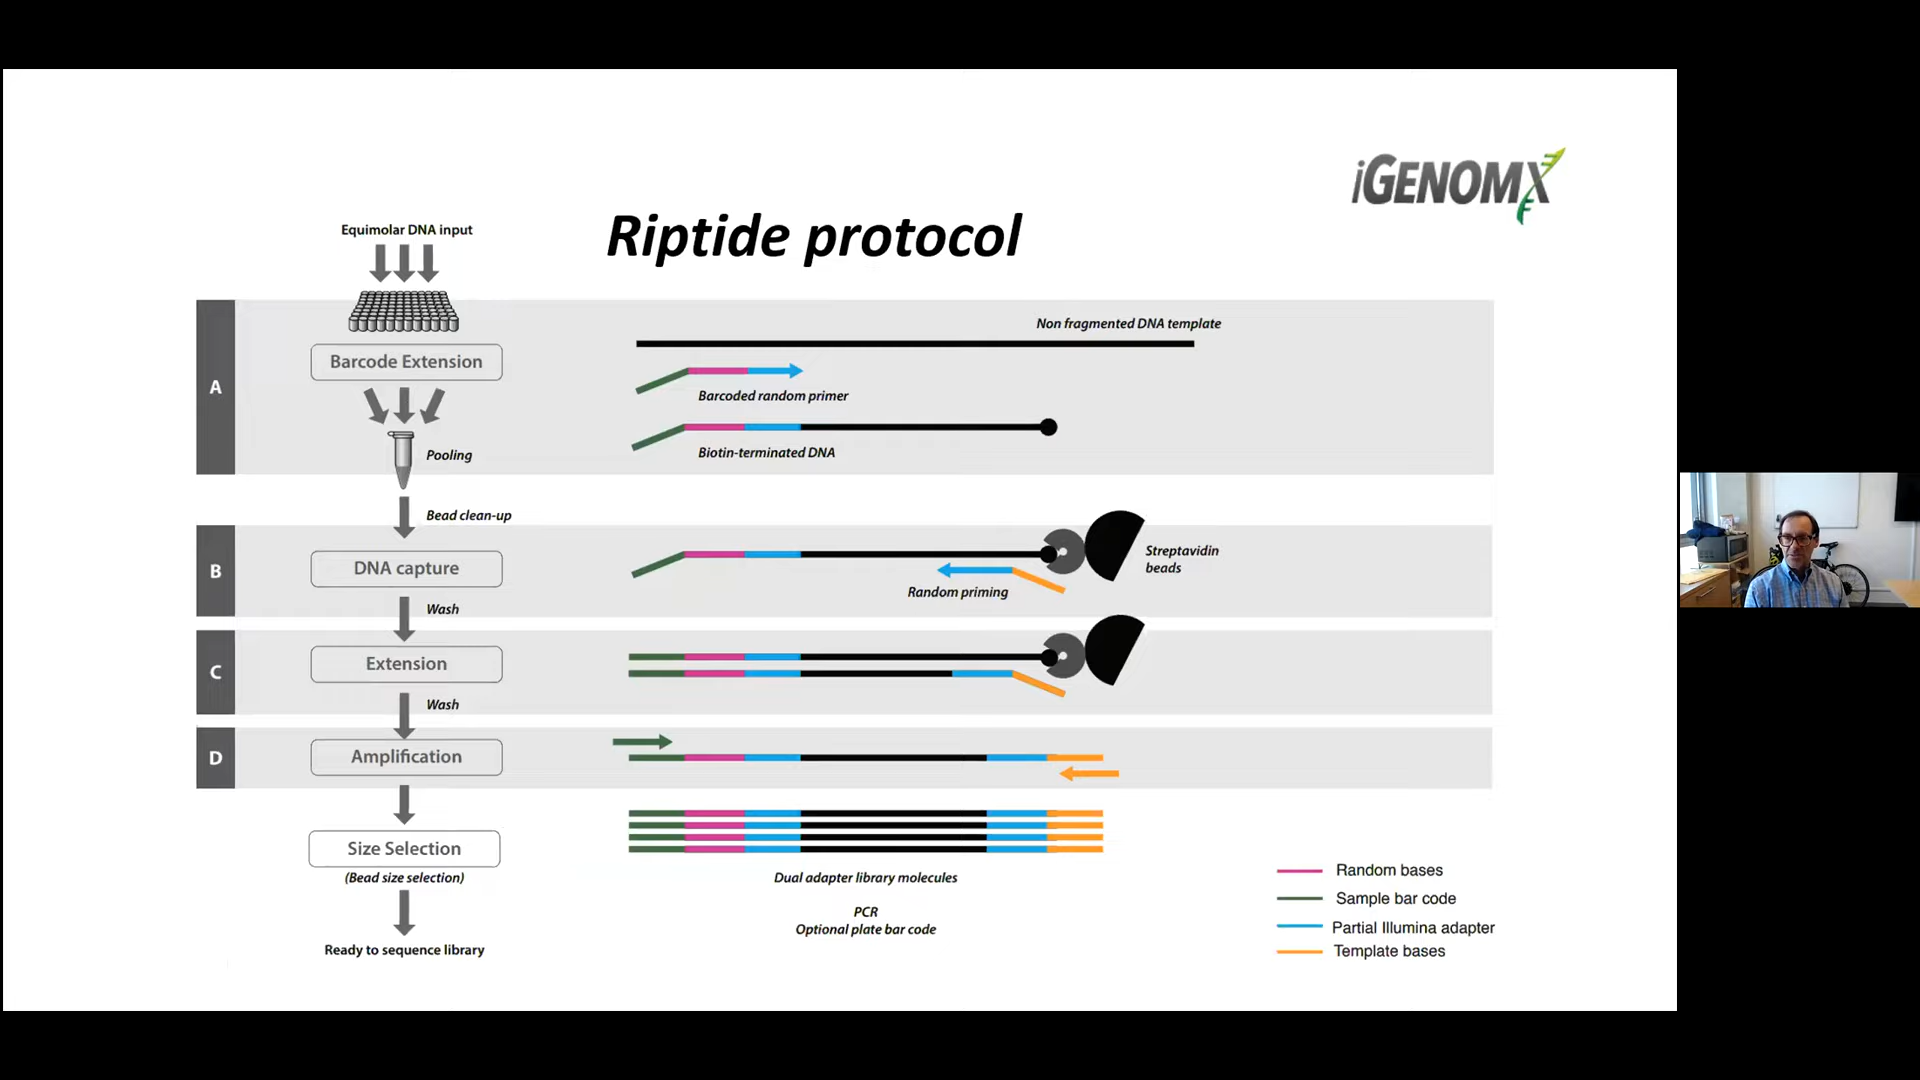 iGENOMX
Riptide protocol
Equimolar DNA input
A
Barcode Extension
Pooling
Non fragmented DNA template
Barcoded random primer
Biotin-terminated DNA
Bead clean-up
B
DNA capture
Wash
Random priming
Streptavidin
beads
C
Extension
Wash
D
Amplification
Size Selection
(Bead size selection)
Ready to sequence library
Dual adapter library molecules
PCR
Optional plate bar code
Random bases
Sample bar code
Partial Illumina adapter
Template bases